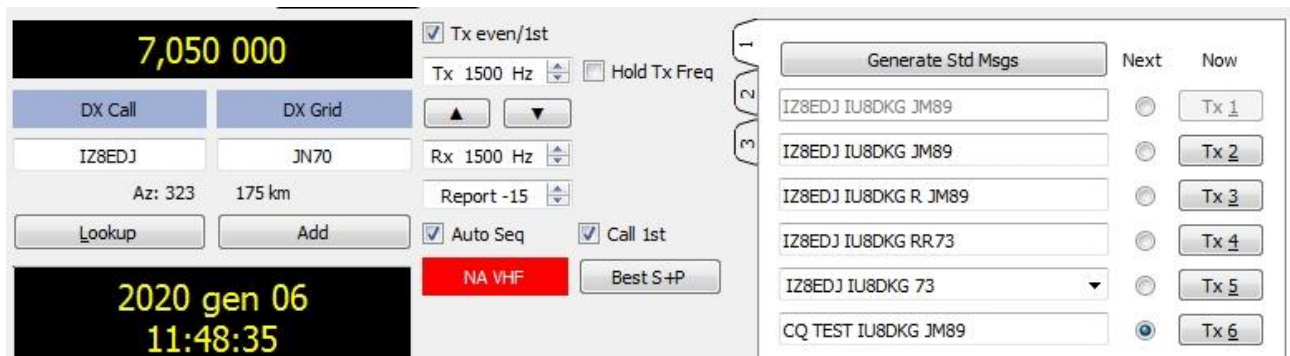 7,050 000
DX Call DX Grid
IZ8EDJ JN70
Az: 323 175 km
Lookup Add
2020 gen 06
11:48:35
Tx even/1st
Tx 1500 Hz Hold Tx Freq
▲ ▼
Rx 1500 Hz
Report -15
Auto Seq Call 1st
NA VHF Best S+P
1
2
3
Generate Std Msgs Next Now
IZ8EDJ IU8DKG JM89 Tx 1
IZ8EDJ IU8DKG JM89 Tx 2
IZ8EDJ IU8DKG R JM89 Tx 3
IZ8EDJ IU8DKG RR73 Tx 4
IZ8EDJ IU8DKG 73 Tx 5
CQ TEST IU8DKG JM89 Tx 6